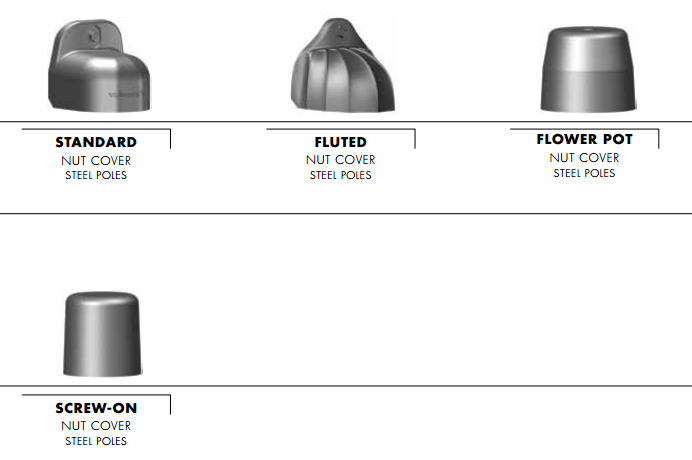 STANDARD
NUT COVER
STEEL POLES
FLUTED
NUT COVER
STEEL POLES
FLOWER POT
NUT COVER
STEEL POLES
SCREW-ON
NUT COVER
STEEL POLES